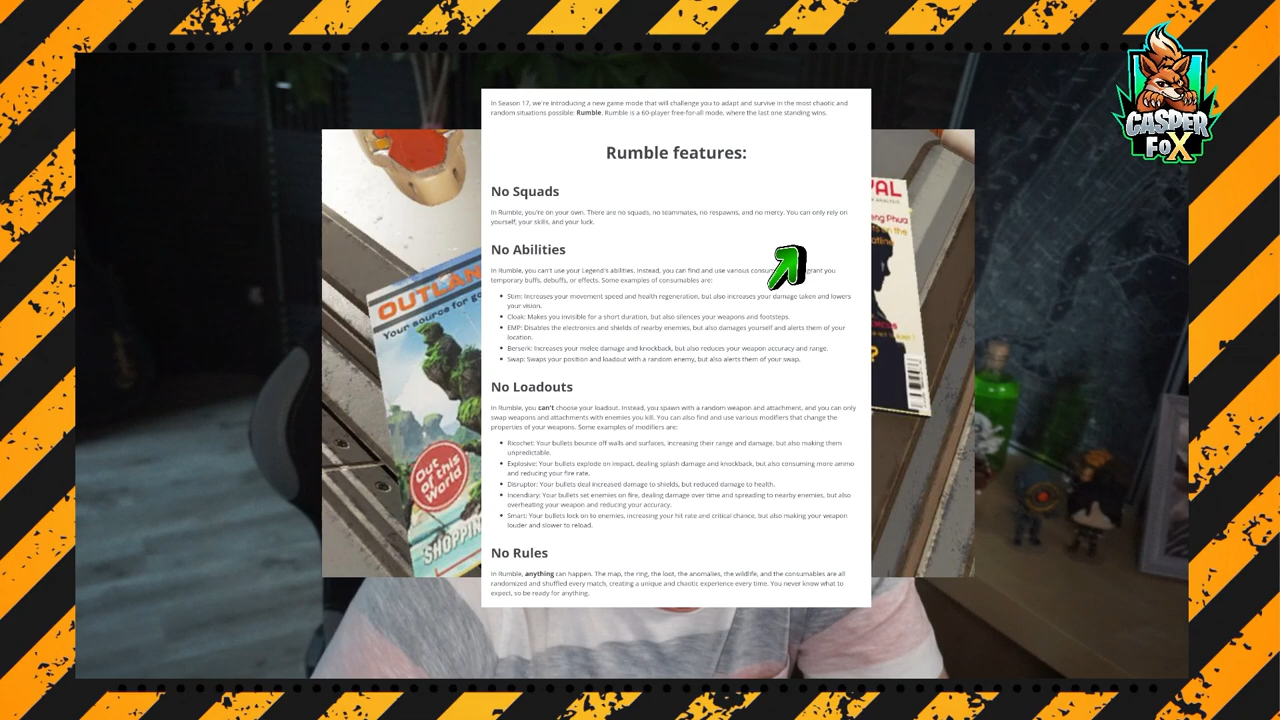 CASPER
FOX
In Season 17, we're introducing a new game mode that will challenge you to adapt and survive in the most chaotic and
random situations possible: Rumble. Rumble is a 60-player free-for-all mode, where the last one standing wins.
Rumble features:
No Squads
In Rumble, you're on your own. There are no squads, no teammates, no respawns, and no mercy. You can only rely on
yourself, your skills, and your luck.
No Abilities
In Rumble, you can't use your Legend's abilities. Instead, you can find and use various grant you
temporary buffs, debuffs, or effects. Some examples of consumables are:
• Stim: Increases your movement speed and health regeneration, but also increases your damage taken and lowers
your vision.
• Cloak: Makes you invisible for a short duration, but also silences your weapons and footsteps.
• EMP: Disables the electronics and shields of nearby enemies, but also damages yourself and alerts them of your
location.
• Berserk: Increases your melee damage and knockback, but also reduces your weapon accuracy and range.
• Swap: Swaps your position and loadout with a random enemy, but also alerts them of your swap.
No Loadouts
In Rumble, you can't choose your loadout. Instead, you spawn with a random weapon and attachment, and you can only
swap weapons and attachments with enemies you kill. You can also find and use various modifiers that change the
properties of your weapons. Some examples of modifiers are:
• Ricochet: Your bullets bounce off walls and surfaces, increasing their range and damage, but also making them
unpredictable.
• Explosive: Your bullets explode on impact, dealing splash damage and knockback, but also consuming more ammo
and reducing your fire rate.
• Disruptor: Your bullets deal increased damage to shields, but reduced damage to health.
• Incendiary: Your bullets set enemies on fire, dealing damage over time and spreading to nearby enemies, but also
overheating your weapon and reducing your accuracy.
• Smart: Your bullets lock on to enemies, increasing your hit rate and critical chance, but also making your weapon
louder and slower to reload.
No Rules
In Rumble, anything can happen. The map, the ring, the loot, the anomalies, the wildlife, and the consumables are all
randomized and shuffled every match, creating a unique and chaotic experience every time. You never know what to
expect, so be ready for anything.
OUTLAN
Your source for
Out
of this
World
SHOPPIN
VAL
ANALYSIS
eng Phua